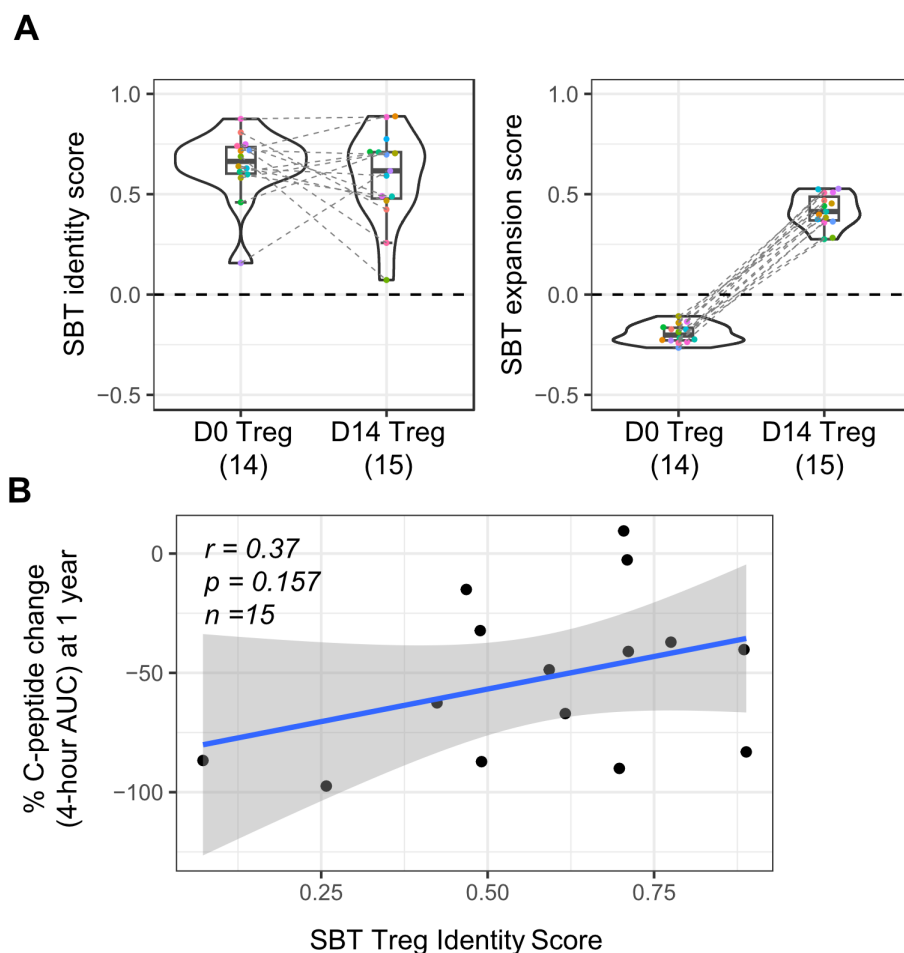 A
SBT identity score
1.0
0.5
0.0
−0.5
D0 Treg
(14)
D14 Treg
(15)
SBT expansion score
1.0
0.5
0.0
−0.5
D0 Treg
(14)
D14 Treg
(15)
B
% C-peptide change
(4-hour AUC) at 1 year
0
−50
−100
r = 0.37
p = 0.157
n =15
0.25
0.50
0.75
SBT Treg Identity Score